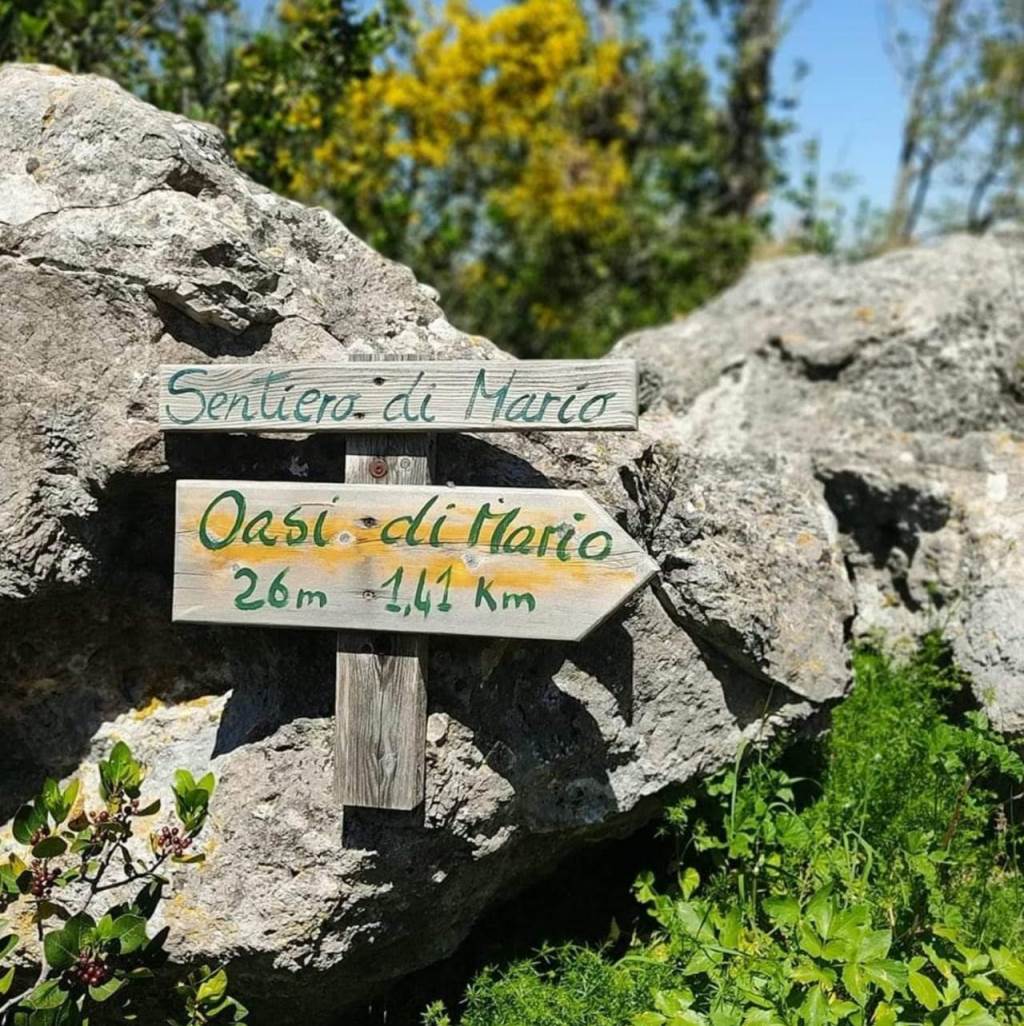 Sentiero di Mario
Oasi di Mario
26m 1,41 Km